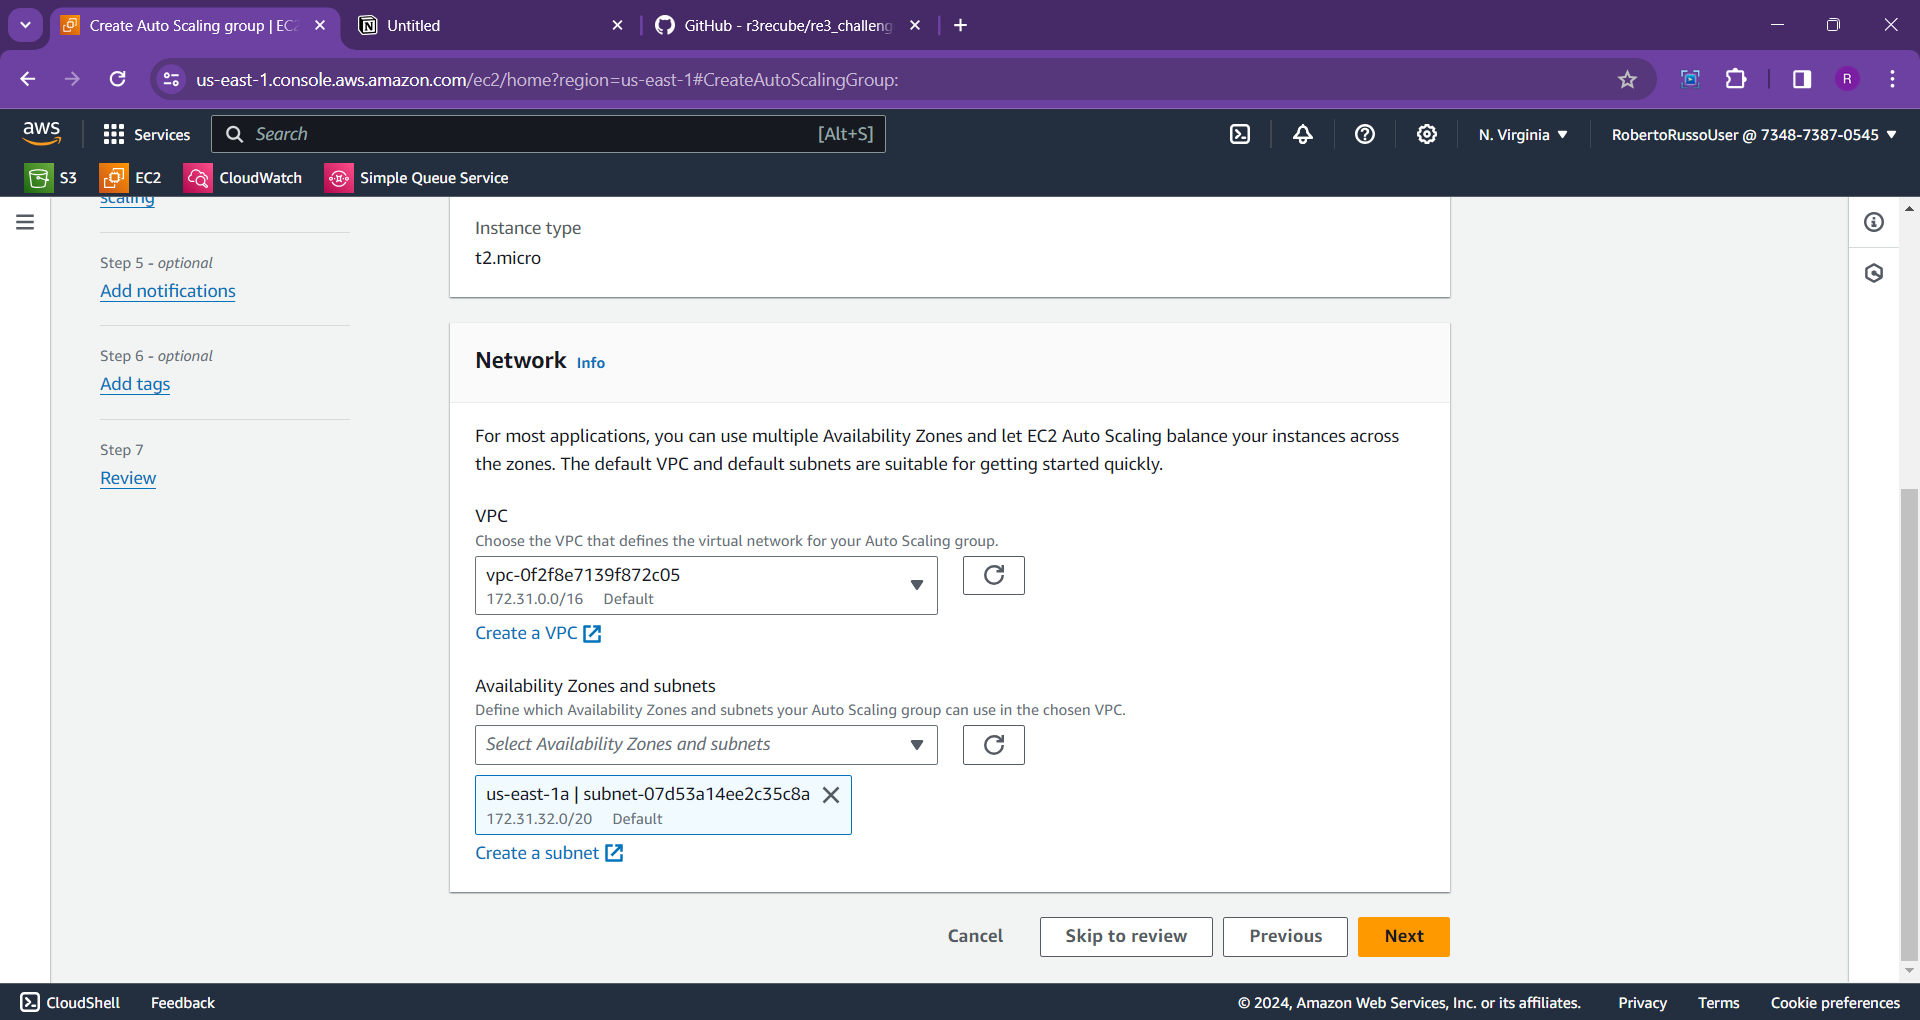 Create Auto Scaling group | EC2
Untitled
GitHub - r3recube/re3_challeng
us-east-1.console.aws.amazon.com/ec2/home?region=us-east-1#CreateAutoScalingGroup:
R
aws
Services
Search
[Alt+S]
N. Virginia
RobertoRussoUser @ 7348-7387-0545
S3
EC2
CloudWatch
Simple Queue Service
scaling
Step 5 - optional
Add notifications
Step 6 - optional
Add tags
Step 7
Review
Instance type
t2.micro
Network Info
For most applications, you can use multiple Availability Zones and let EC2 Auto Scaling balance your instances across
the zones. The default VPC and default subnets are suitable for getting started quickly.
VPC
Choose the VPC that defines the virtual network for your Auto Scaling group.
vpc-0f2f8e7139f872c05
172.31.0.0/16 Default
Create a VPC
Availability Zones and subnets
Define which Availability Zones and subnets your Auto Scaling group can use in the chosen VPC.
Select Availability Zones and subnets
us-east-1a | subnet-07d53a14ee2c35c8a
172.31.32.0/20 Default
Create a subnet
Cancel
Skip to review
Previous
Next
CloudShell
Feedback
© 2024, Amazon Web Services, Inc. or its affiliates.
Privacy
Terms
Cookie preferences